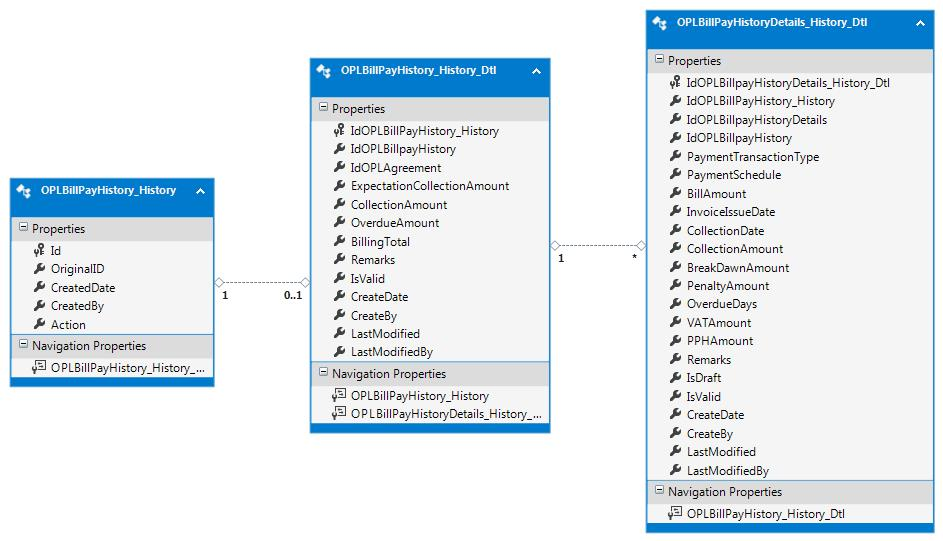 OPLBillPayHistory_History
Properties
Id
OriginalID
CreatedDate
CreatedBy
Action
Navigation Properties
OPLBillPayHistory_History_...
1
0..1
OPLBillPayHistory_History_Dtl
Properties
IdOPLBillPayHistory_History
IdOPLBillpayHistory
IdOPLAgreement
ExpectationCollectionAmount
CollectionAmount
OverdueAmount
BillingTotal
Remarks
IsValid
CreateDate
CreateBy
LastModified
LastModifiedBy
Navigation Properties
OPLBillPayHistory_History
OPLBillPayHistoryDetails_History_...
1
*
OPLBillPayHistoryDetails_History_Dtl
Properties
IdOPLBillpayHistoryDetails_History_Dtl
IdOPLBillPay_History_History
IdOPLBillpayHistoryDetails
IdOPLBillpayHistory
PaymentTransactionType
PaymentSchedule
BillAmount
InvoiceIssueDate
CollectionDate
CollectionAmount
BreakDawnAmount
PenaltyAmount
OverdueDays
VATAmount
PPHAmount
Remarks
IsDraft
IsValid
CreateDate
CreateBy
LastModified
LastModifiedBy
Navigation Properties
OPLBillPayHistory_History_Dtl